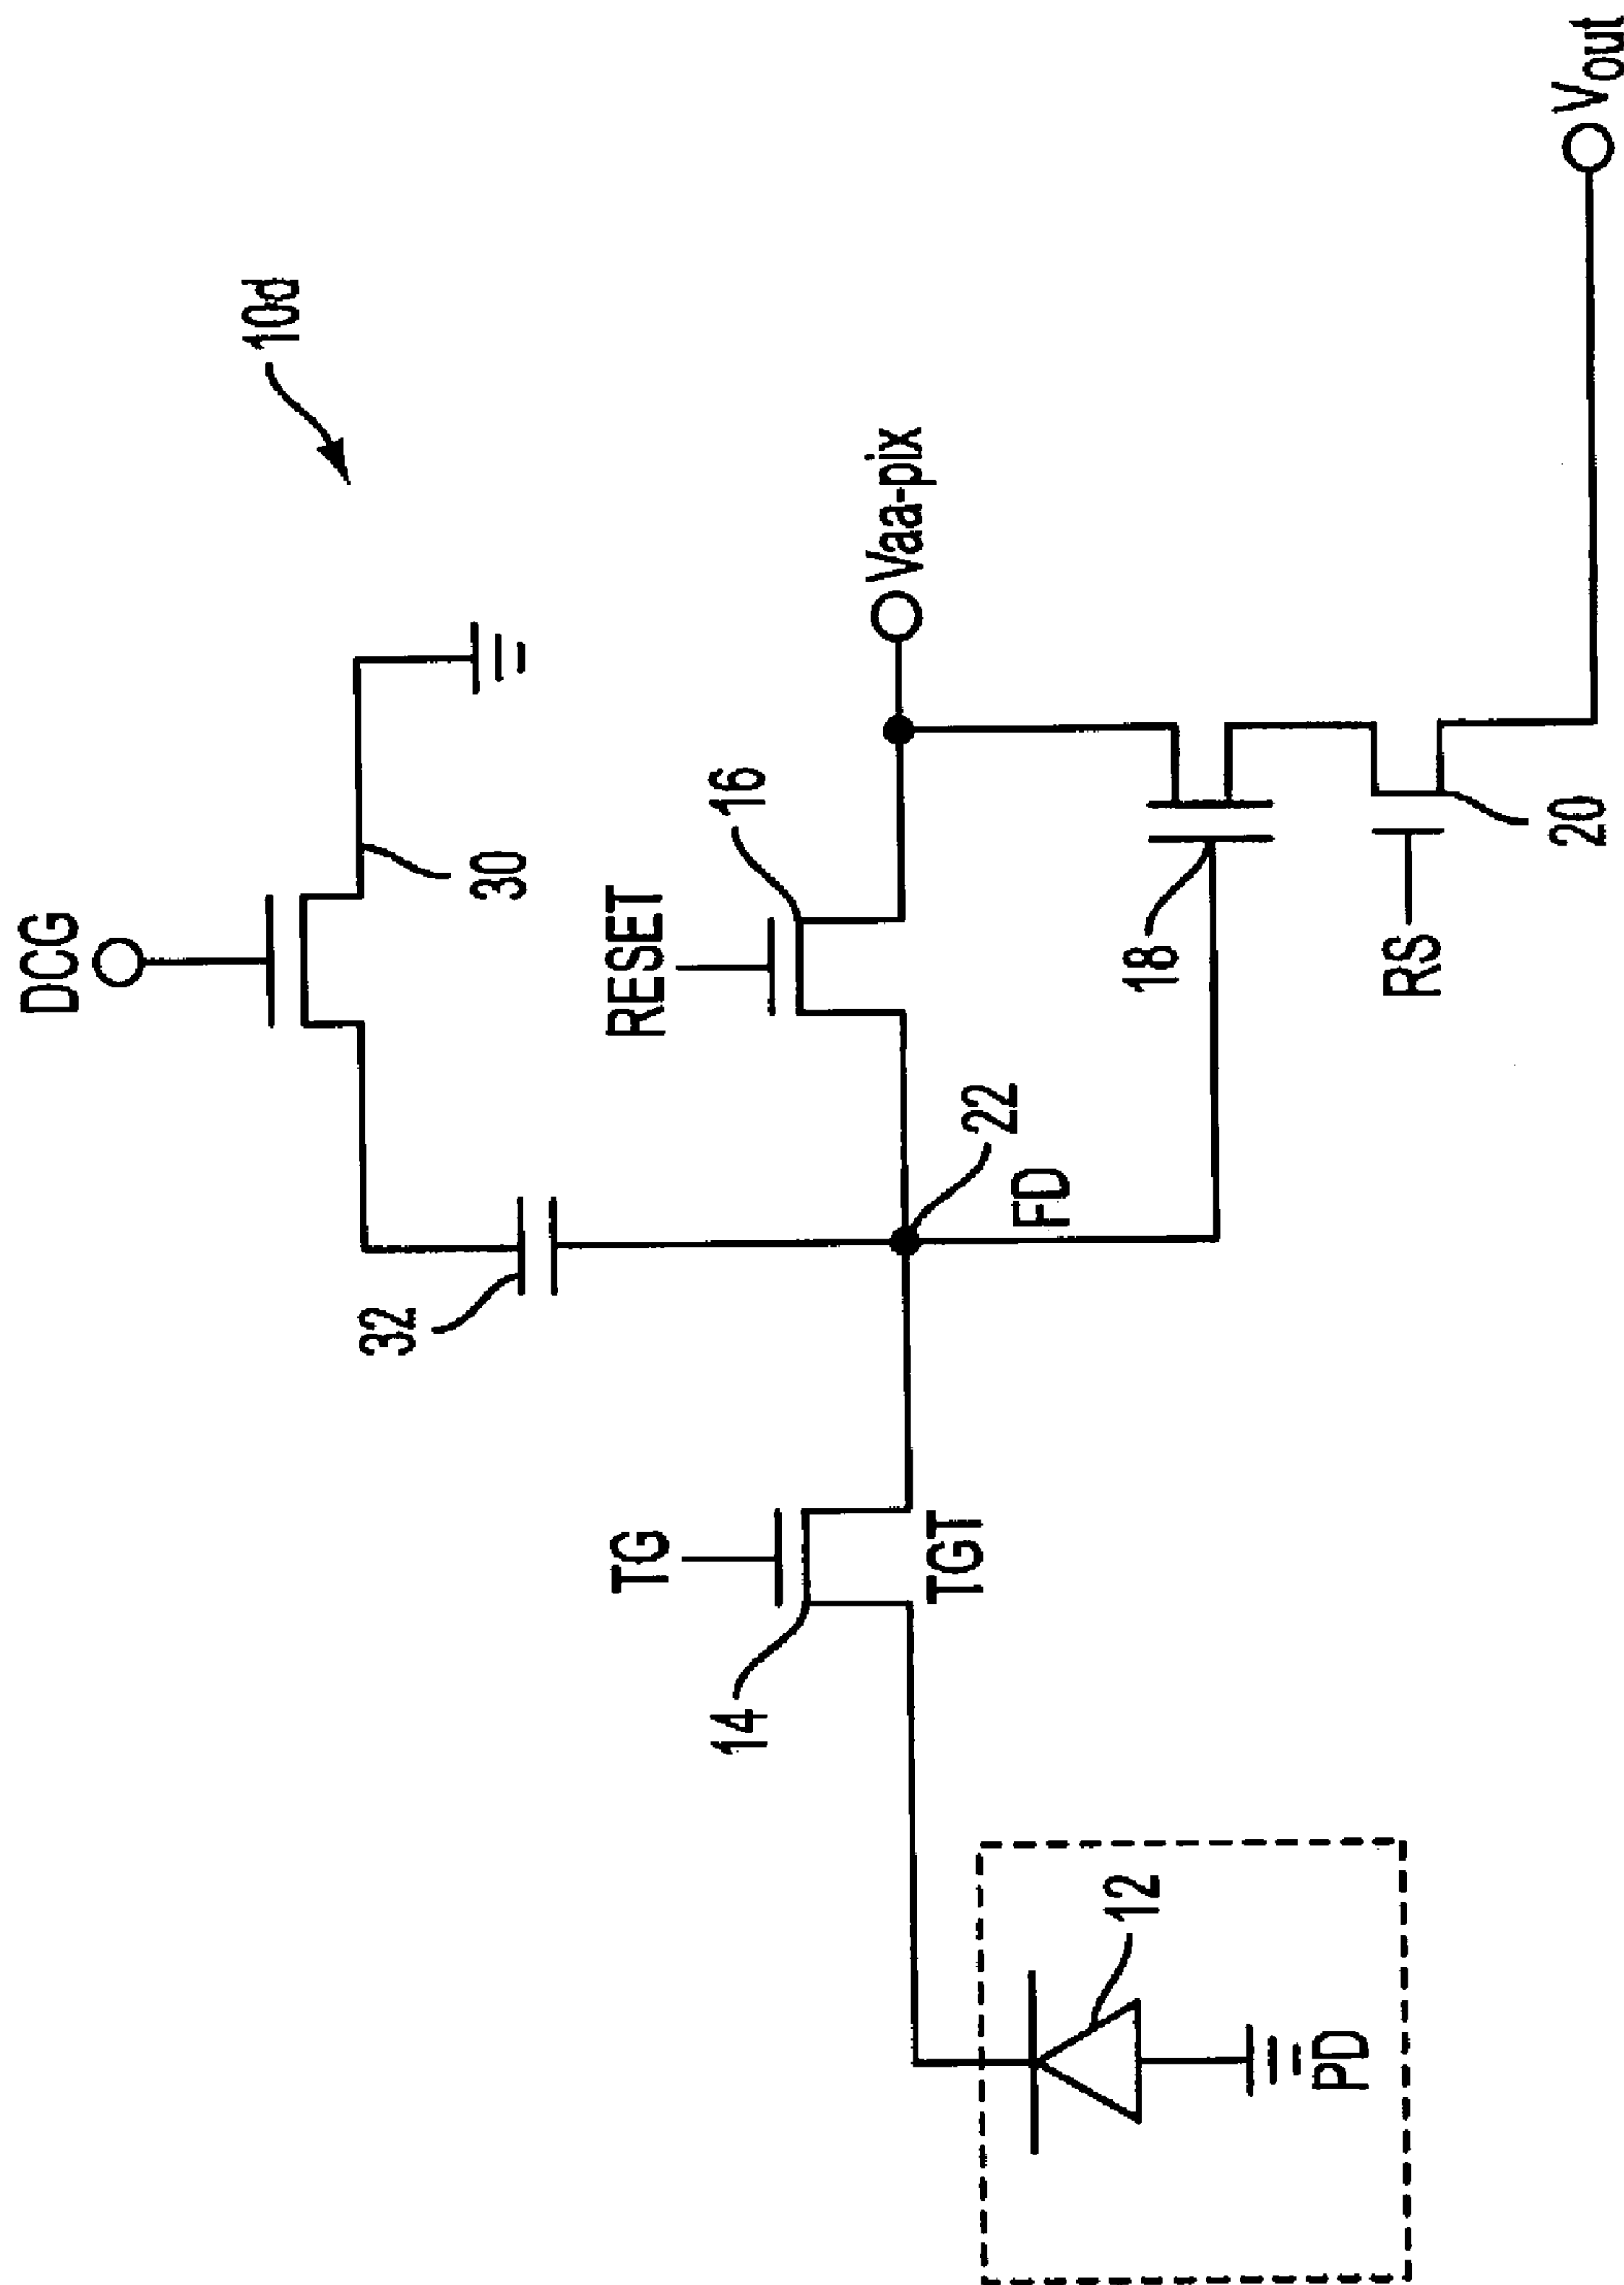 DCG
10d
30
32
RESET
16
Vaa-pix
TG
14
TGT
22
FD
18
RS
20
Vout
12
PD